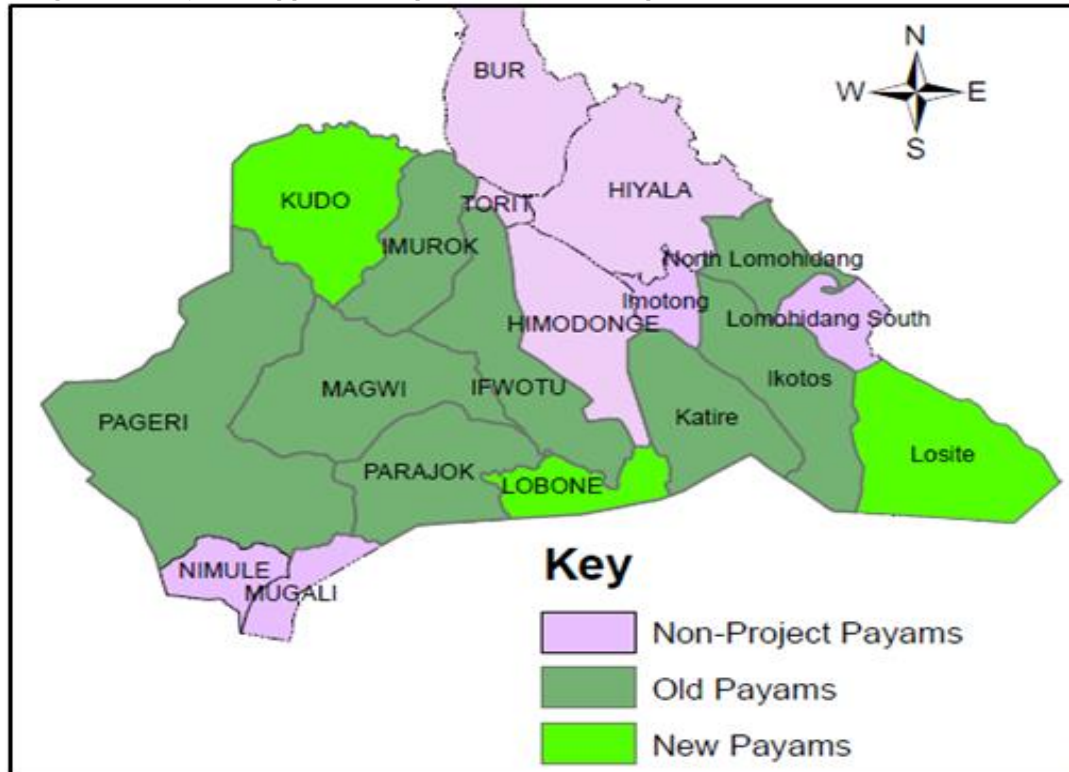 BUR
N
W E
S
KUDO
TORIT
HIYALA
IMUROK
North Lomohidang
Imotong
HIMODONGE
Lomohidang South
MAGWI
IFWOTU
Ikotos
PAGERI
Katire
PARAJOK
LOBONE
Losite
NIMULE
MUGALI
Key
Non-Project Payams
Old Payams
New Payams